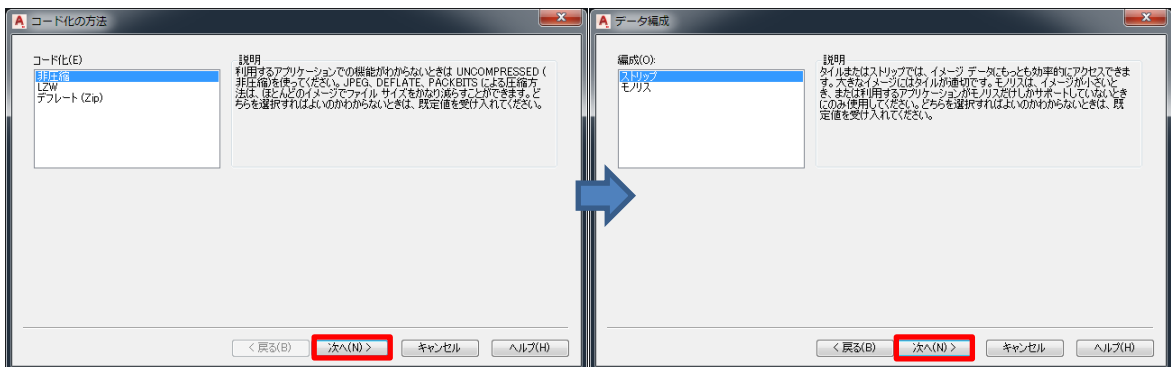 コード化の方法
コード化(E)
非圧縮
LZW
デフレート (Zip)
説明
利用するアプリケーションでの機能がわからないときは UNCOMPRESSED (
非圧縮)を使ってください。JPEG、DEFLATE、PACKBITS による圧縮方
法は、ほとんどのイメージでファイル サイズをかなり減らすことができます。ど
ちらを選択すればよいのかわからないときは、既定値を受け入れてください。
< 戻る(B)
次へ(N) >
キャンセル
ヘルプ(H)
データ編成
編成(O):
ストリップ
モノリス
説明
タイルまたはストリップでは、イメージ データにもっとも効率的にアクセスできま
す。大きなイメージにはタイルが適切です。モノリスは、イメージが小さいと
き、または利用するアプリケーションがモノリスだけしかサポートしていないとき
にのみ使用してください。どちらを選択すればよいのかわからないときは、既
定値を受け入れてください。
< 戻る(B)
次へ(N) >
キャンセル
ヘルプ(H)